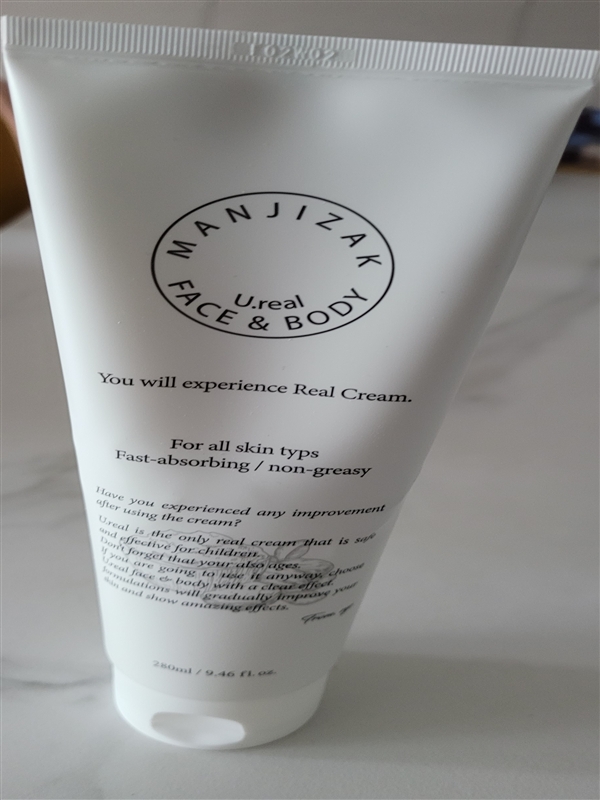 MANJIZAK
U.real
FACE & BODY
You will experience Real Cream.
For all skin typs
Fast-absorbing / non-greasy
Have you experienced any improvement
after using the cream?
U.real is the only real cream that is safe
and effective for children.
Don't forget that your also ages.
If you are going to use it anyway, choose
U.real face & body with a clear effect.
formulations will gradually improve your
skin and show amazing effects.
280ml / 9.46 fl. oz.